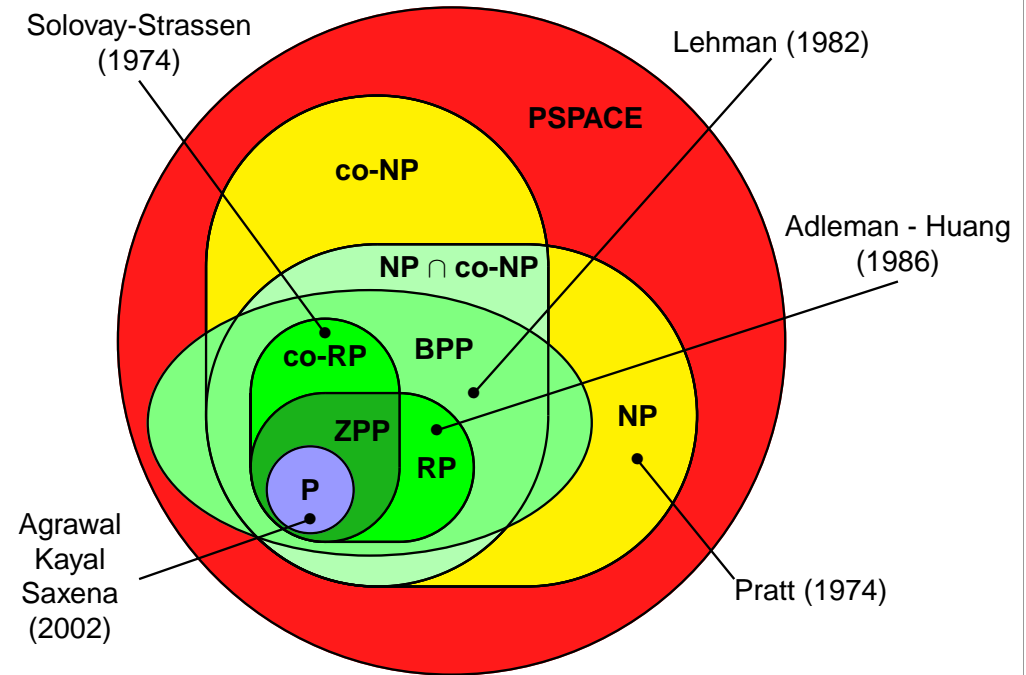 Solovay-Strassen
(1974)
Lehman (1982)
PSPACE
co-NP
Adleman - Huang
(1986)
NP ∩ co-NP
BPP
co-RP
ZPP
NP
RP
P
Agrawal
Kayal
Saxena
(2002)
Pratt (1974)